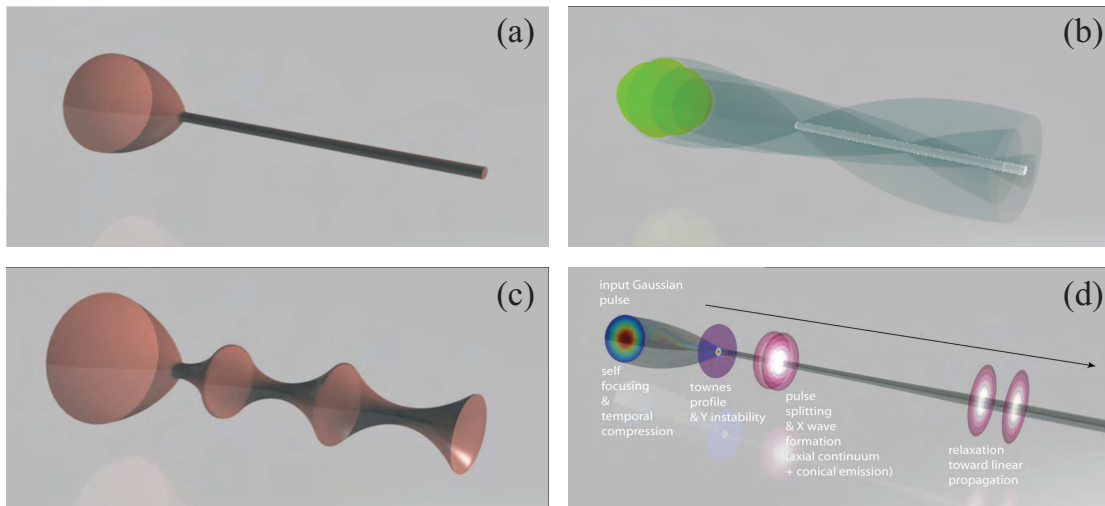 (a)
(b)
(c)
(d)
input Gaussian
pulse
self
focusing
&
temporal
compression
townes
profile
& Y instability
pulse
splitting
& X wave
formation
(axial continuum
+ conical emission)
relaxation
toward linear
propagation